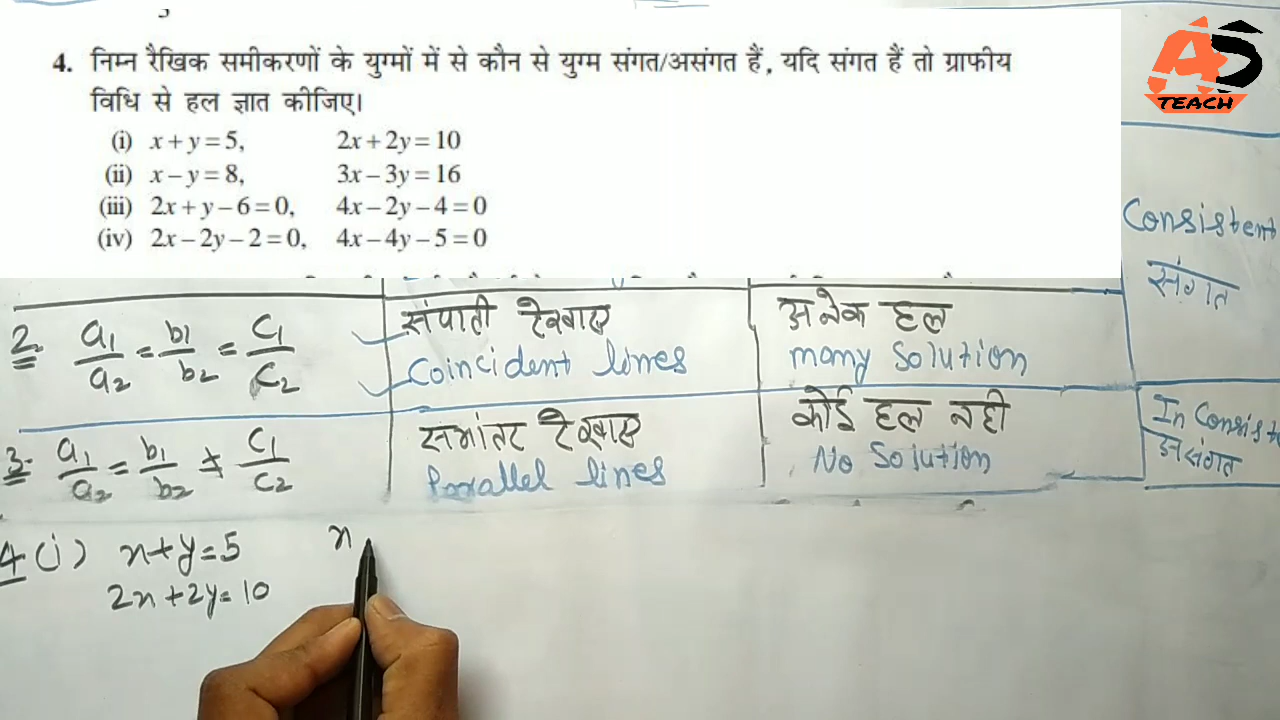 4. निम्न रैखिक समीकरणों के युग्मों में से कौन से युग्म संगत/असंगत हैं, यदि संगत हैं तो ग्राफीय
विधि से हल ज्ञात कीजिए।
(i) x + y = 5, 2x + 2y = 10
(ii) x – y = 8, 3x – 3y = 16
(iii) 2x + y – 6 = 0, 4x – 2y – 4 = 0
(iv) 2x – 2y – 2 = 0, 4x – 4y – 5 = 0
AS
TEACH
Consistent
संगत
2. a1/a2 = b1/b2 = c1/c2 संपाती रेखाए अनेक हल
Coincident lines many Solution
3. a1/a2 = b1/b2 ≠ c1/c2 समांतर रेखाए कोई हल नही
Parallel lines No Solution
In Consist
असंगत
4 (i) x + y = 5 x
2x + 2y = 10